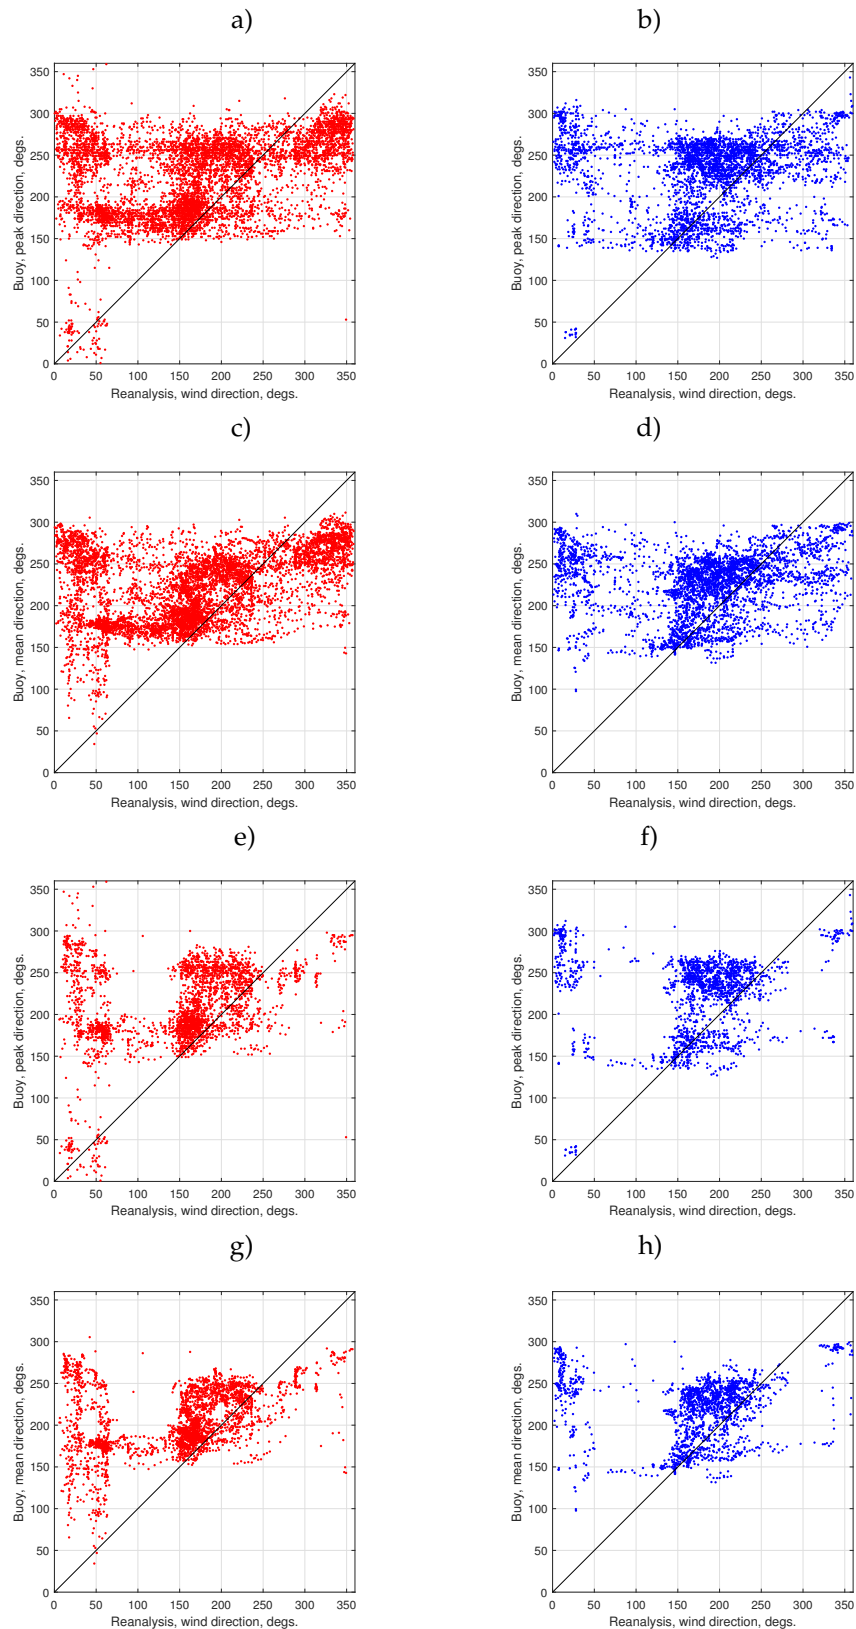 a) b)
350
300
250
200
150
100
50
0
Buoy, peak direction, degs.
0 50 100 150 200 250 300 350
Reanalysis, wind direction, degs.
350
300
250
200
150
100
50
0
Buoy, peak direction, degs.
0 50 100 150 200 250 300 350
Reanalysis, wind direction, degs.
c) d)
350
300
250
200
150
100
50
0
Buoy, mean direction, degs.
0 50 100 150 200 250 300 350
Reanalysis, wind direction, degs.
350
300
250
200
150
100
50
0
Buoy, mean direction, degs.
0 50 100 150 200 250 300 350
Reanalysis, wind direction, degs.
e) f)
350
300
250
200
150
100
50
0
Buoy, peak direction, degs.
0 50 100 150 200 250 300 350
Reanalysis, wind direction, degs.
350
300
250
200
150
100
50
0
Buoy, peak direction, degs.
0 50 100 150 200 250 300 350
Reanalysis, wind direction, degs.
g) h)
350
300
250
200
150
100
50
0
Buoy, mean direction, degs.
0 50 100 150 200 250 300 350
Reanalysis, wind direction, degs.
350
300
250
200
150
100
50
0
Buoy, mean direction, degs.
0 50 100 150 200 250 300 350
Reanalysis, wind direction, degs.